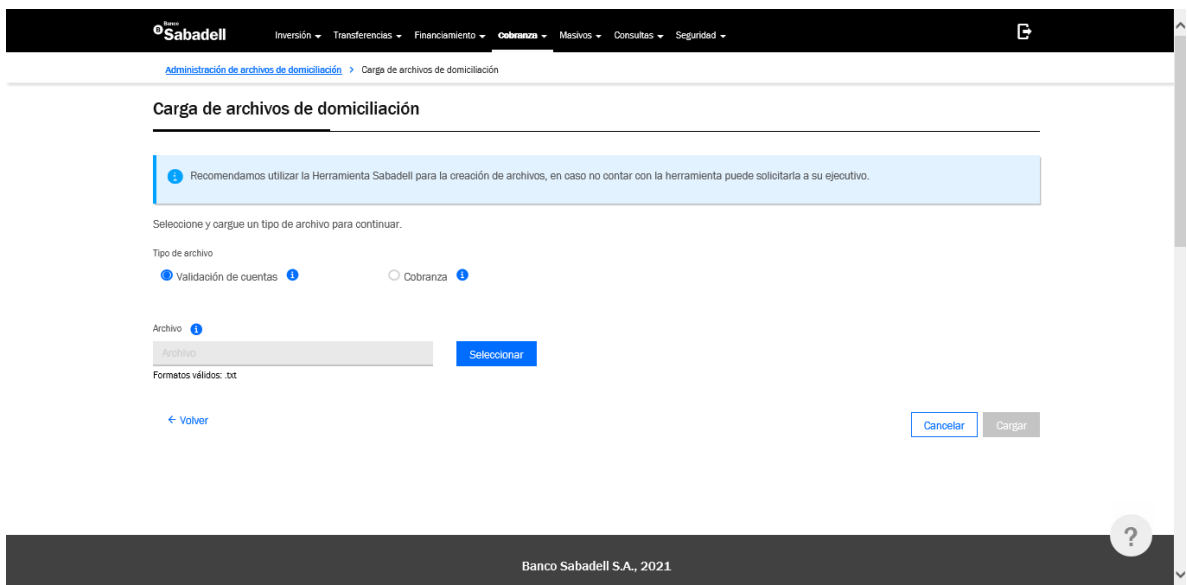 Banco
Sabadell
Inversión Transferencias Financiamiento Cobranza Masivos Consultas Seguridad
Administración de archivos de domiciliación > Carga de archivos de domiciliación
Carga de archivos de domiciliación
Recomendamos utilizar la Herramienta Sabadell para la creación de archivos, en caso no contar con la herramienta puede solicitarla a su ejecutivo.
Seleccione y cargue un tipo de archivo para continuar.
Tipo de archivo
Validación de cuentas Cobranza
Archivo
Archivo Seleccionar
Formatos válidos: .txt
← Volver Cancelar Cargar
?
Banco Sabadell S.A., 2021